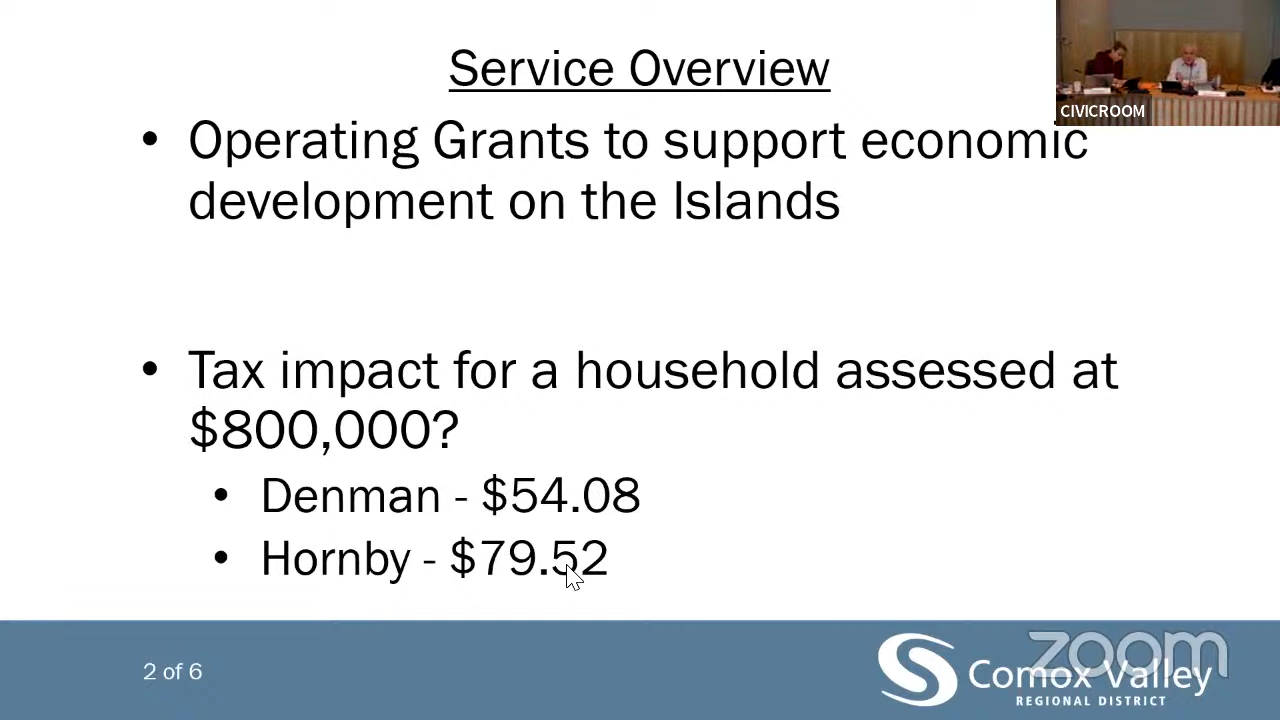 Service Overview
CIVICROOM
• Operating Grants to support economic
development on the Islands
• Tax impact for a household assessed at
$800,000?
• Denman - $54.08
• Hornby - $79.52
2 of 6
zoom
Comox Valley
REGIONAL DISTRICT